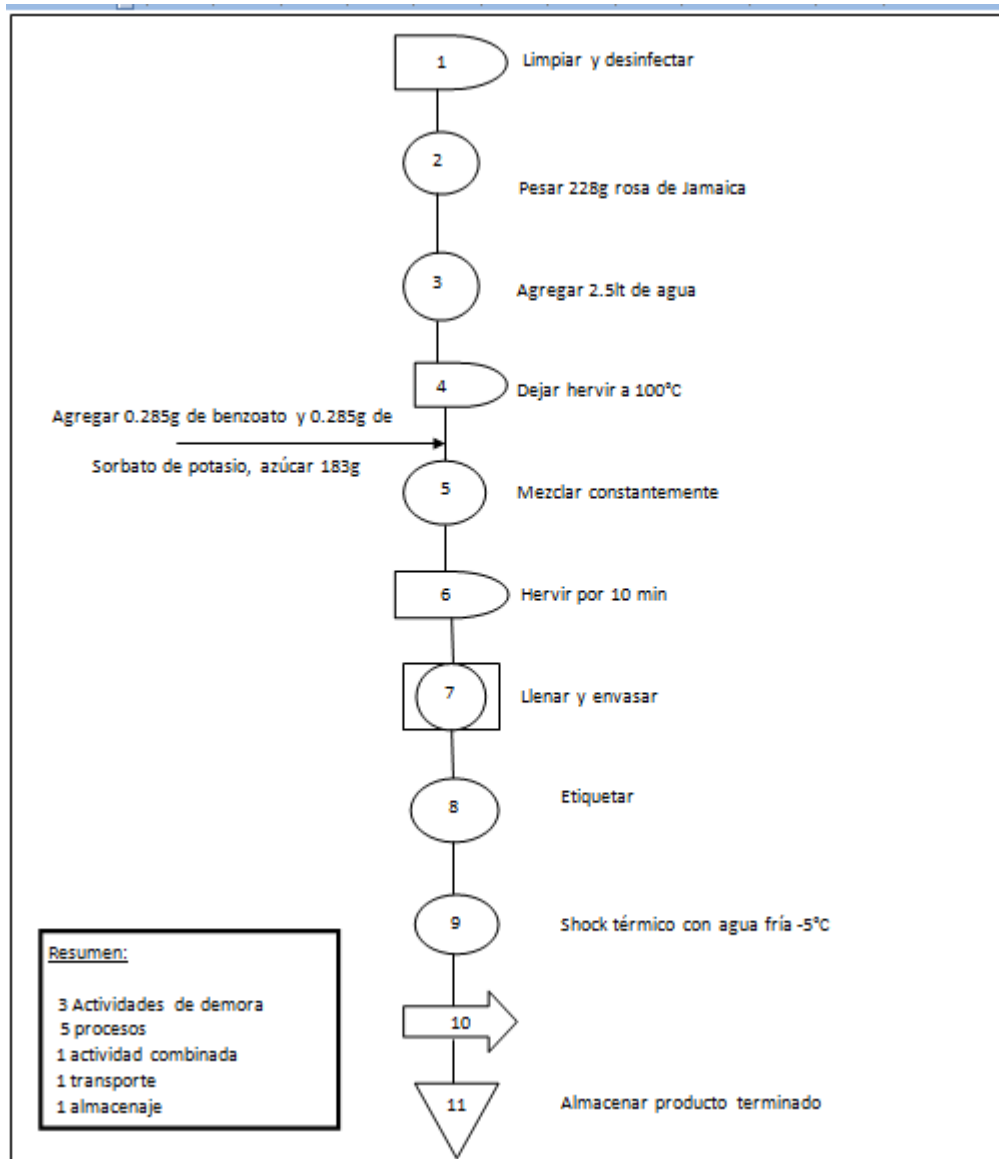 1 Limpiar y desinfectar
2
Pesar 228g rosa de Jamaica
3 Agregar 2.5lt de agua
4 Dejar hervir a 100°C
Agregar 0.285g de benzoato y 0.285g de
Sorbato de potasio, azúcar 183g
5 Mezclar constantemente
6 Hervir por 10 min
7 Llenar y envasar
8 Etiquetar
9 Shock térmico con agua fría -5°C
10
11 Almacenar producto terminado
Resumen:
3 Actividades de demora
5 procesos
1 actividad combinada
1 transporte
1 almacenaje